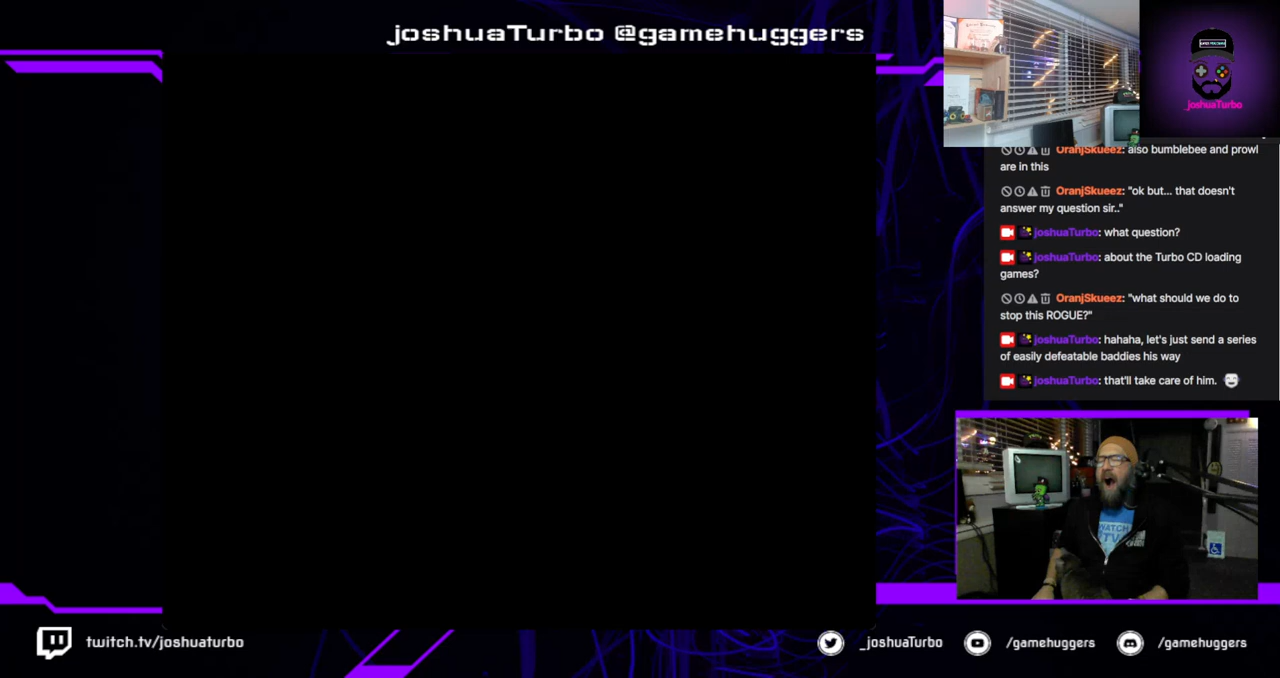 joshuaTurbo @gamehuggers
_joshuaTurbo
OranjSkueez: also bumblebee and prowl
are in this
OranjSkueez: "ok but... that doesn't
answer my question sir.."
joshuaTurbo: what question?
joshuaTurbo: about the Turbo CD loading
games?
OranjSkueez: "what should we do to
stop this ROGUE?"
joshuaTurbo: hahaha, let's just send a series
of easily defeatable baddies his way
joshuaTurbo: that'll take care of him.
WATCH
twitch.tv/joshuaturbo
_joshuaTurbo
/gamehuggers
/gamehuggers